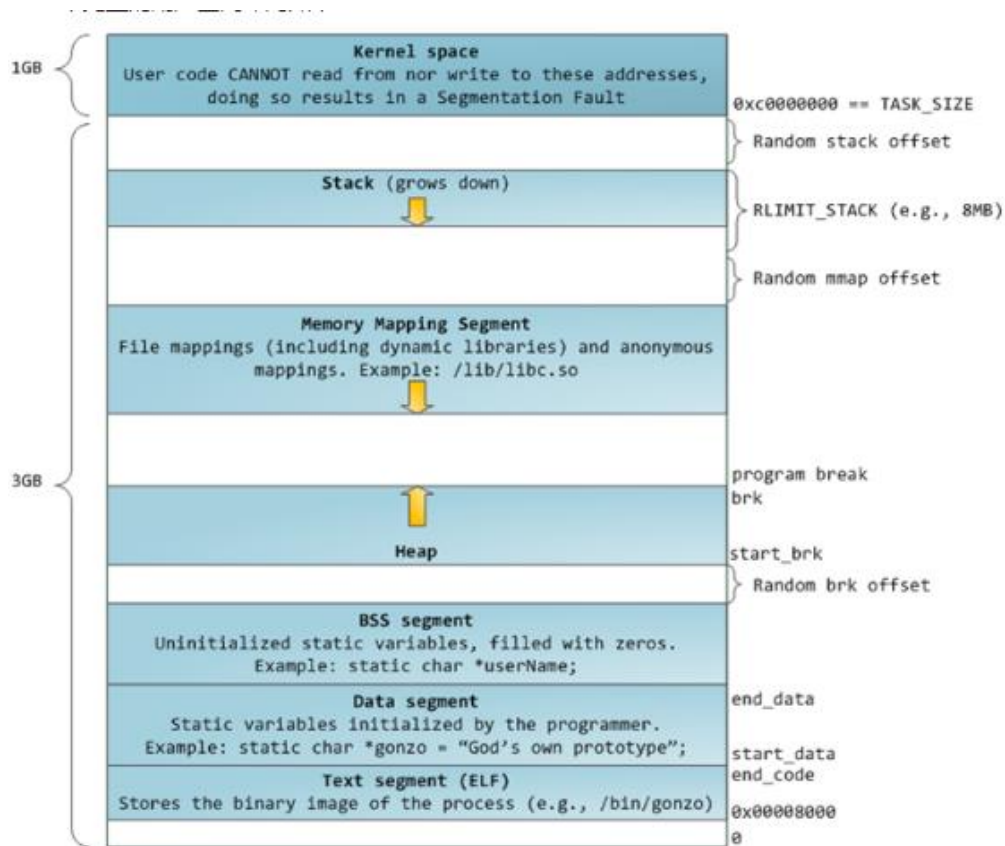 1GB
Kernel space
User code CANNOT read from nor write to these addresses,
doing so results in a Segmentation Fault
0xc0000000 == TASK_SIZE
Random stack offset
Stack (grows down)
RLIMIT_STACK (e.g., 8MB)
Random mmap offset
Memory Mapping Segment
File mappings (including dynamic libraries) and anonymous
mappings. Example: /lib/libc.so
3GB
program break
brk
Heap
start_brk
Random brk offset
BSS segment
Uninitialized static variables, filled with zeros.
Example: static char *userName;
Data segment
Static variables initialized by the programmer.
Example: static char *gonzo = “God’s own prototype”;
end_data
start_data
end_code
Text segment (ELF)
Stores the binary image of the process (e.g., /bin/gonzo)
0x00008000
0